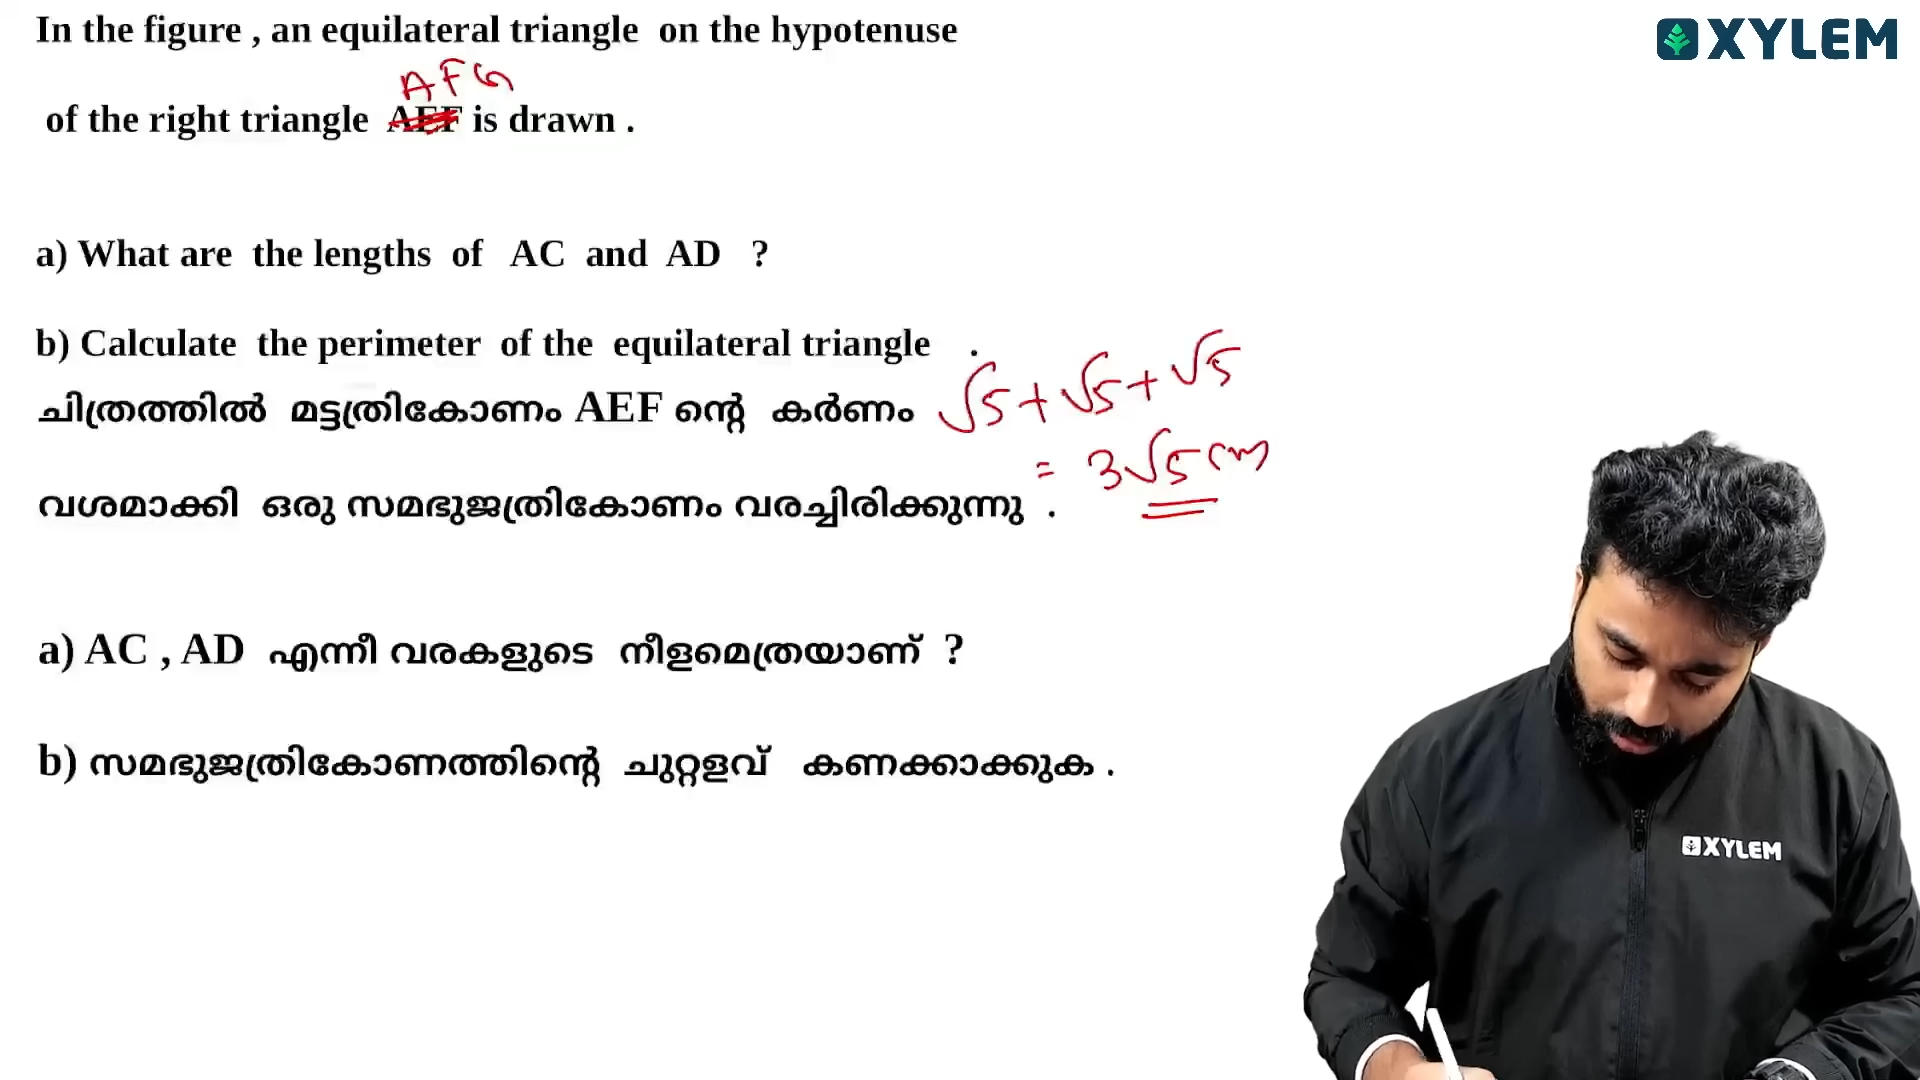 In the figure , an equilateral triangle on the hypotenuse
XYLEM
AFG
of the right triangle AEF is drawn .
a) What are the lengths of AC and AD ?
b) Calculate the perimeter of the equilateral triangle .
√5 + √5 + √5
ചിത്രത്തിൽ മട്ടത്രികോണം AEF ന്റെ കർണം
= 3√5 cm
വശമാക്കി ഒരു സമഭുജത്രികോണം വരച്ചിരിക്കുന്നു .
a) AC , AD എന്നീ വരകളുടെ നീളമെത്രയാണ് ?
b) സമഭുജത്രികോണത്തിന്റെ ചുറ്റളവ് കണക്കാക്കുക .
XYLEM